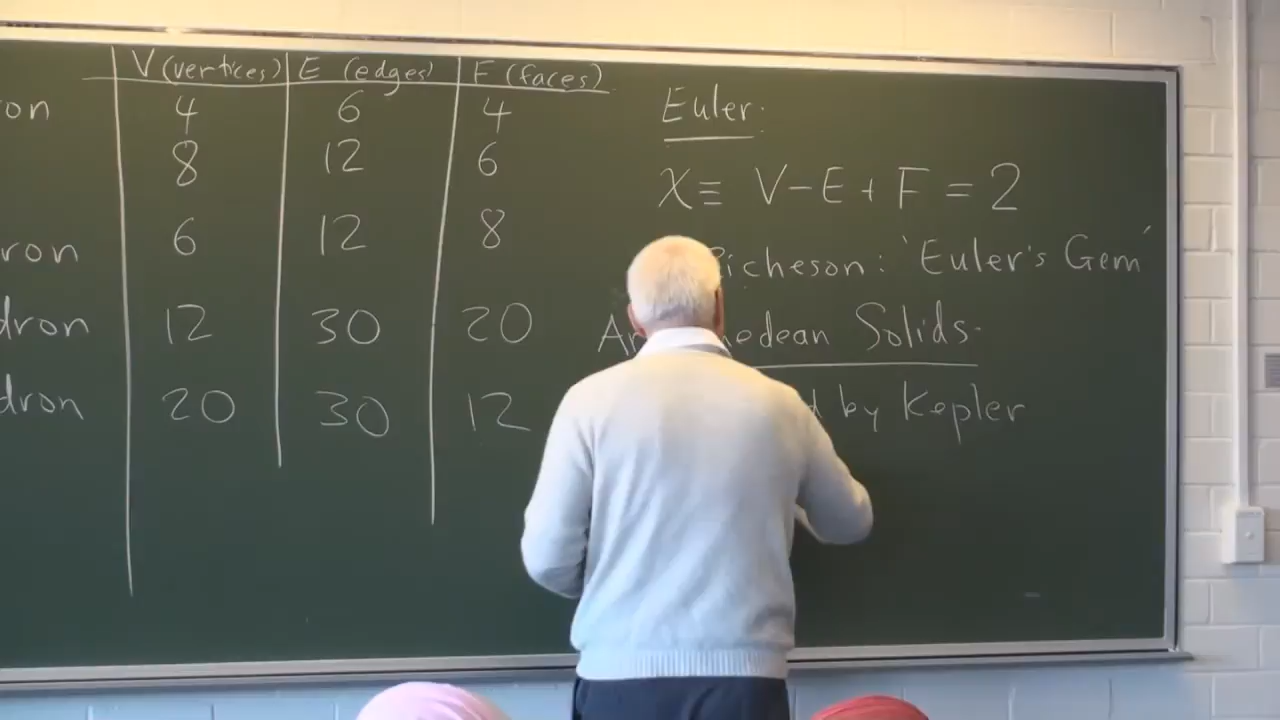 V (vertices) E (edges) F (faces)
on 4 6 4
8 12 6
ron 6 12 8
dron 12 30 20
dron 20 30 12
Euler:
χ ≡ V - E + F = 2
icheson: 'Euler's Gem'
Solids.
by Kepler